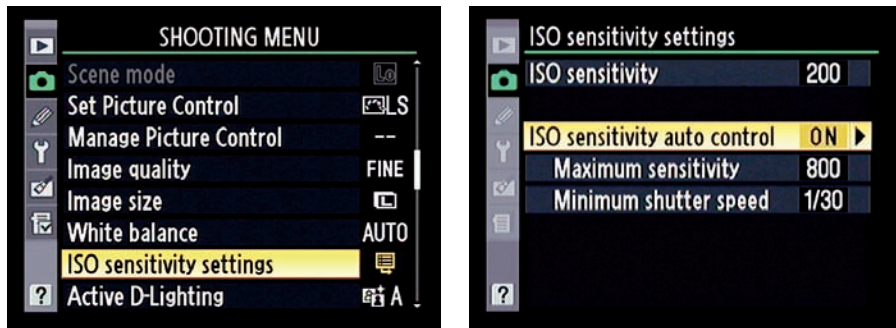 SHOOTING MENU
Scene mode Lo
Set Picture Control LS
Manage Picture Control --
Image quality FINE
Image size L
White balance AUTO
ISO sensitivity settings
? Active D-Lighting A
ISO sensitivity settings
ISO sensitivity 200
ISO sensitivity auto control ON
Maximum sensitivity 800
Minimum shutter speed 1/30
?